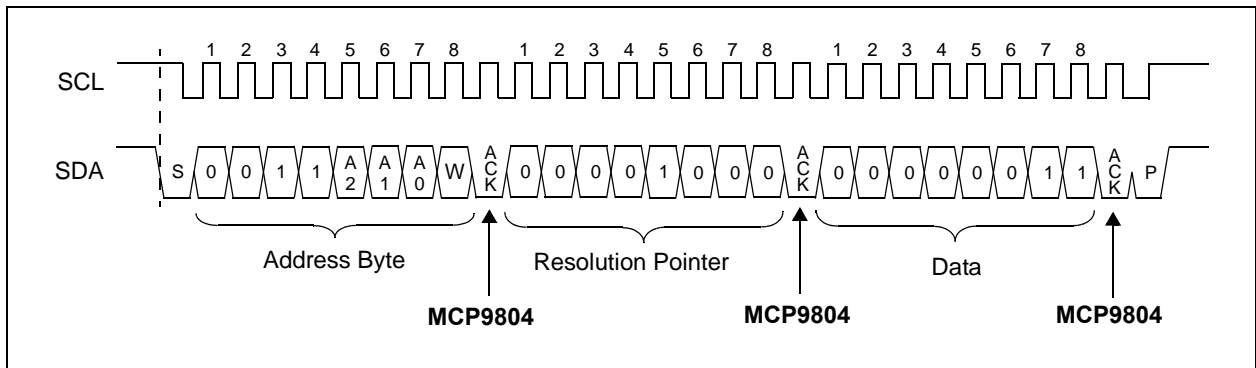 1 2 3 4 5 6 7 8 1 2 3 4 5 6 7 8 1 2 3 4 5 6 7 8
SCL
SDA S 0 0 1 1 A2 A1 A0 W ACK 0 0 0 0 1 0 0 0 ACK 0 0 0 0 0 0 1 1 ACK P
Address Byte Resolution Pointer Data
MCP9804 MCP9804 MCP9804